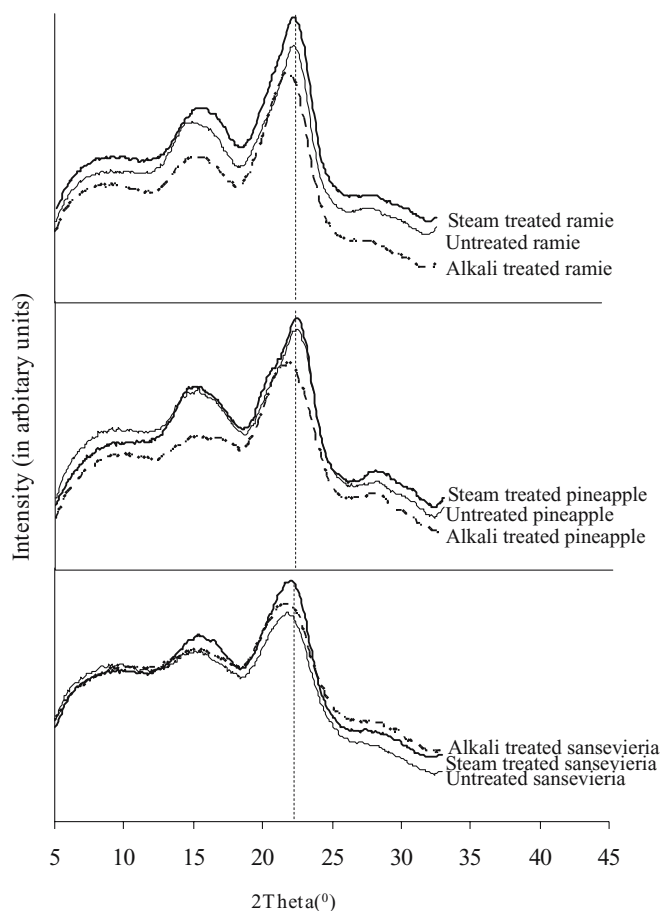 Steam treated ramie
Untreated ramie
Alkali treated ramie
Intensity (in arbitary units)
Steam treated pineapple
Untreated pineapple
Alkali treated pineapple
Alkali treated sansevieria
Steam treated sansevieria
Untreated sansevieria
5 10 15 20 25 30 35 40 45
2Theta(⁰)